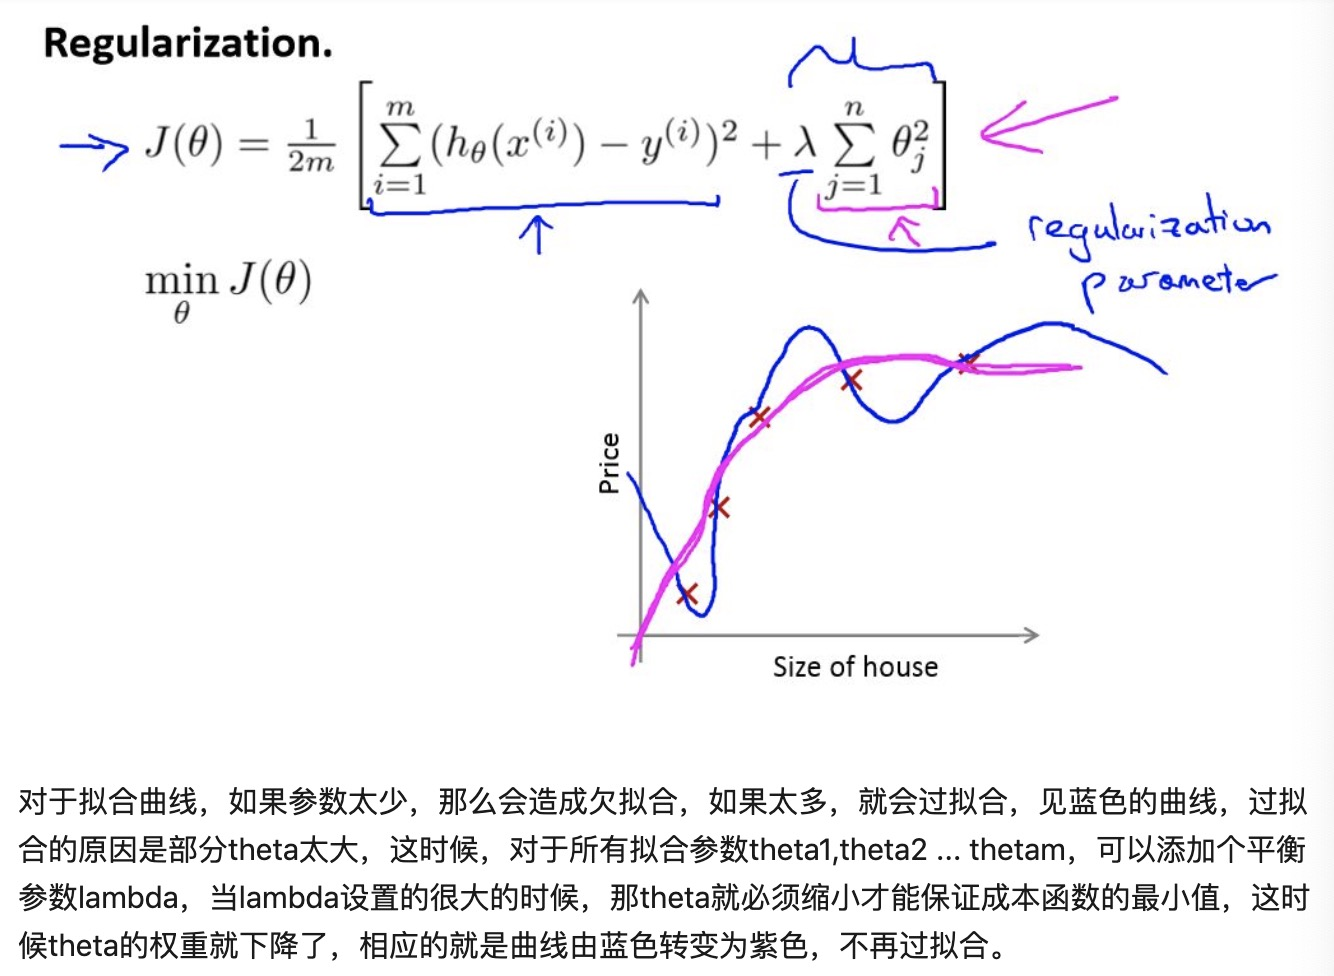 Regularization.
J(θ) = 1/2m [ Σ_{i=1}^{m} (h_θ(x^{(i)}) − y^{(i)})² + λ Σ_{j=1}^{n} θ_j² ]
regularization
parameter
min_θ J(θ)
Price
Size of house
对于拟合曲线，如果参数太少，那么会造成欠拟合，如果太多，就会过拟合，见蓝色的曲线，过拟
合的原因是部分theta太大，这时候，对于所有拟合参数theta1,theta2 ... thetam，可以添加个平衡
参数lambda，当lambda设置的很大的时候，那theta就必须缩小才能保证成本函数的最小值，这时
候theta的权重就下降了，相应的就是曲线由蓝色转变为紫色，不再过拟合。